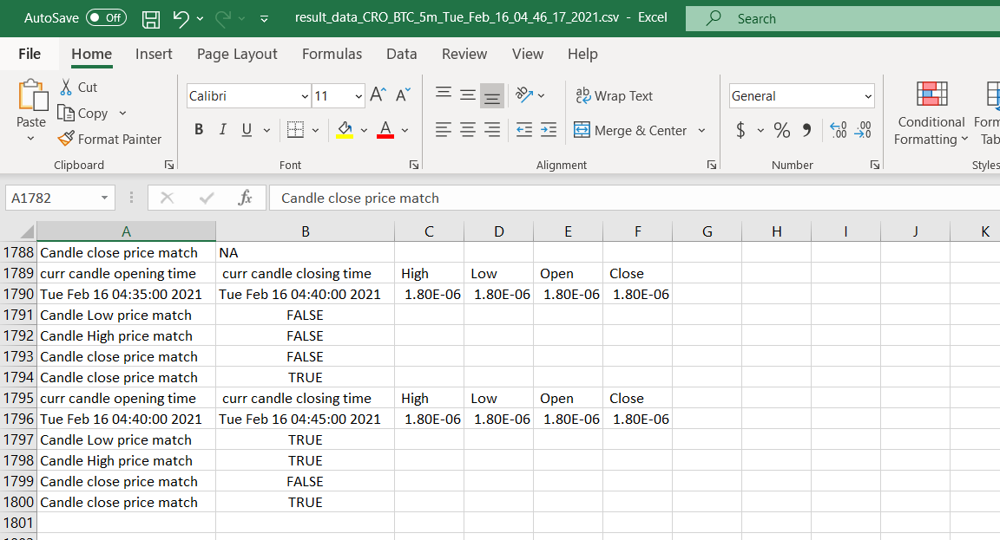 AutoSave Off result_data_CRO_BTC_5m_Tue_Feb_16_04_46_17_2021.csv - Excel Search
File Home Insert Page Layout Formulas Data Review View Help
Paste Cut Copy Format Painter
Calibri 11
B I U A
ab Wrap Text
Merge & Center
General
$ % 9 .00 .00
Conditional Formatting
Clipboard Font Alignment Number Styles
A1782 fx Candle close price match
A B C D E F G H I J K
1788 Candle close price match NA
1789 curr candle opening time curr candle closing time High Low Open Close
1790 Tue Feb 16 04:35:00 2021 Tue Feb 16 04:40:00 2021 1.80E-06 1.80E-06 1.80E-06 1.80E-06
1791 Candle Low price match FALSE
1792 Candle High price match FALSE
1793 Candle close price match FALSE
1794 Candle close price match TRUE
1795 curr candle opening time curr candle closing time High Low Open Close
1796 Tue Feb 16 04:40:00 2021 Tue Feb 16 04:45:00 2021 1.80E-06 1.80E-06 1.80E-06 1.80E-06
1797 Candle Low price match TRUE
1798 Candle High price match TRUE
1799 Candle close price match FALSE
1800 Candle close price match TRUE
1801